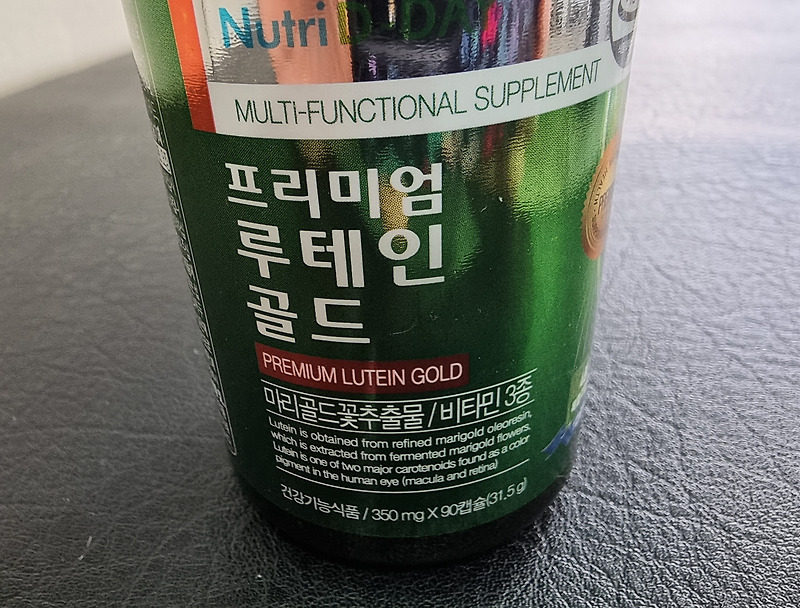 Nutri D-DAY
MULTI-FUNCTIONAL SUPPLEMENT
프리미엄
루테인
골드
PREMIUM LUTEIN GOLD
마리골드꽃추출물 / 비타민 3종
Lutein is obtained from refined marigold oleoresin,
which is extracted from fermented marigold flowers.
Lutein is one of two major carotenoids found as a color
pigment in the human eye (macula and retina)
건강기능식품 / 350 mg X 90캡슐(31.5 g)